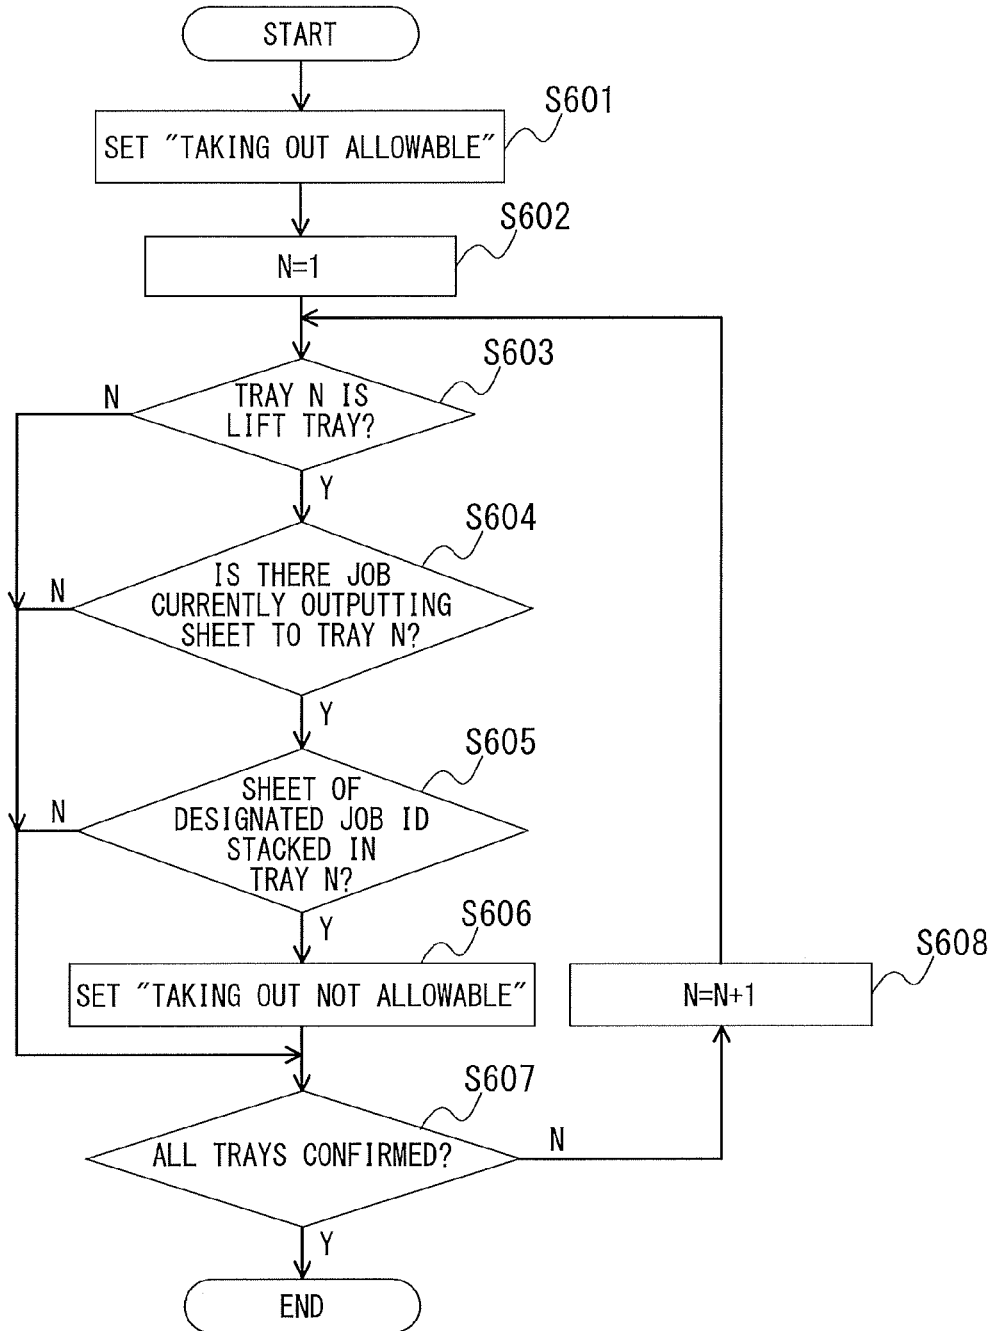 START
S601
SET "TAKING OUT ALLOWABLE"
S602
N=1
S603
TRAY N IS
LIFT TRAY?
N
Y
S604
IS THERE JOB
CURRENTLY OUTPUTTING
SHEET TO TRAY N?
N
Y
S605
SHEET OF
DESIGNATED JOB ID
STACKED IN
TRAY N?
N
Y
S606
SET "TAKING OUT NOT ALLOWABLE"
S608
N=N+1
S607
ALL TRAYS CONFIRMED?
N
Y
END